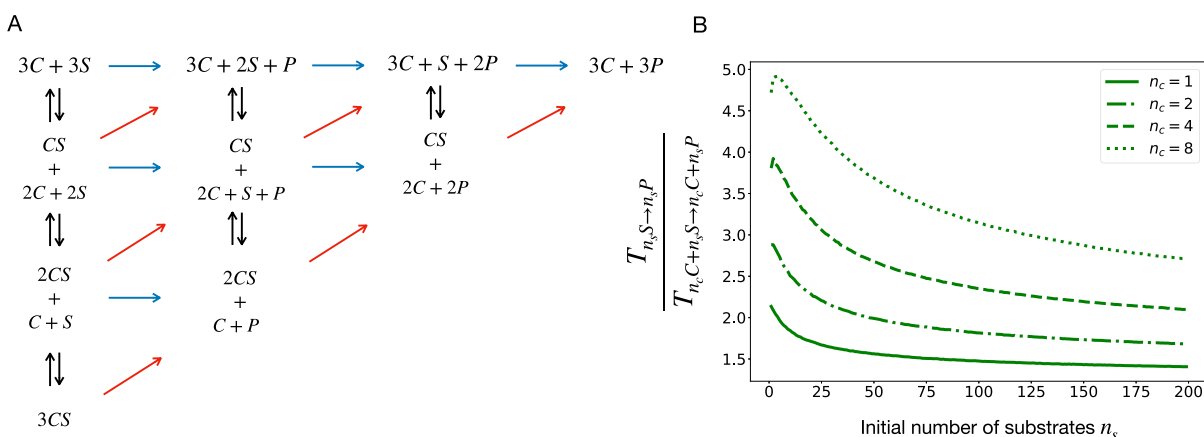 A
3C + 3S
3C + 2S + P
3C + S + 2P
3C + 3P
CS
+
2C + 2S
CS
+
2C + S + P
CS
+
2C + 2P
2CS
+
C + S
2CS
+
C + P
3CS
B
T_{n_s S→n_s P}
T_{n_c C+n_s S→n_c C+n_s P}
5.0
4.5
4.0
3.5
3.0
2.5
2.0
1.5
n_c = 1
n_c = 2
n_c = 4
n_c = 8
0 25 50 75 100 125 150 175 200
Initial number of substrates n_s